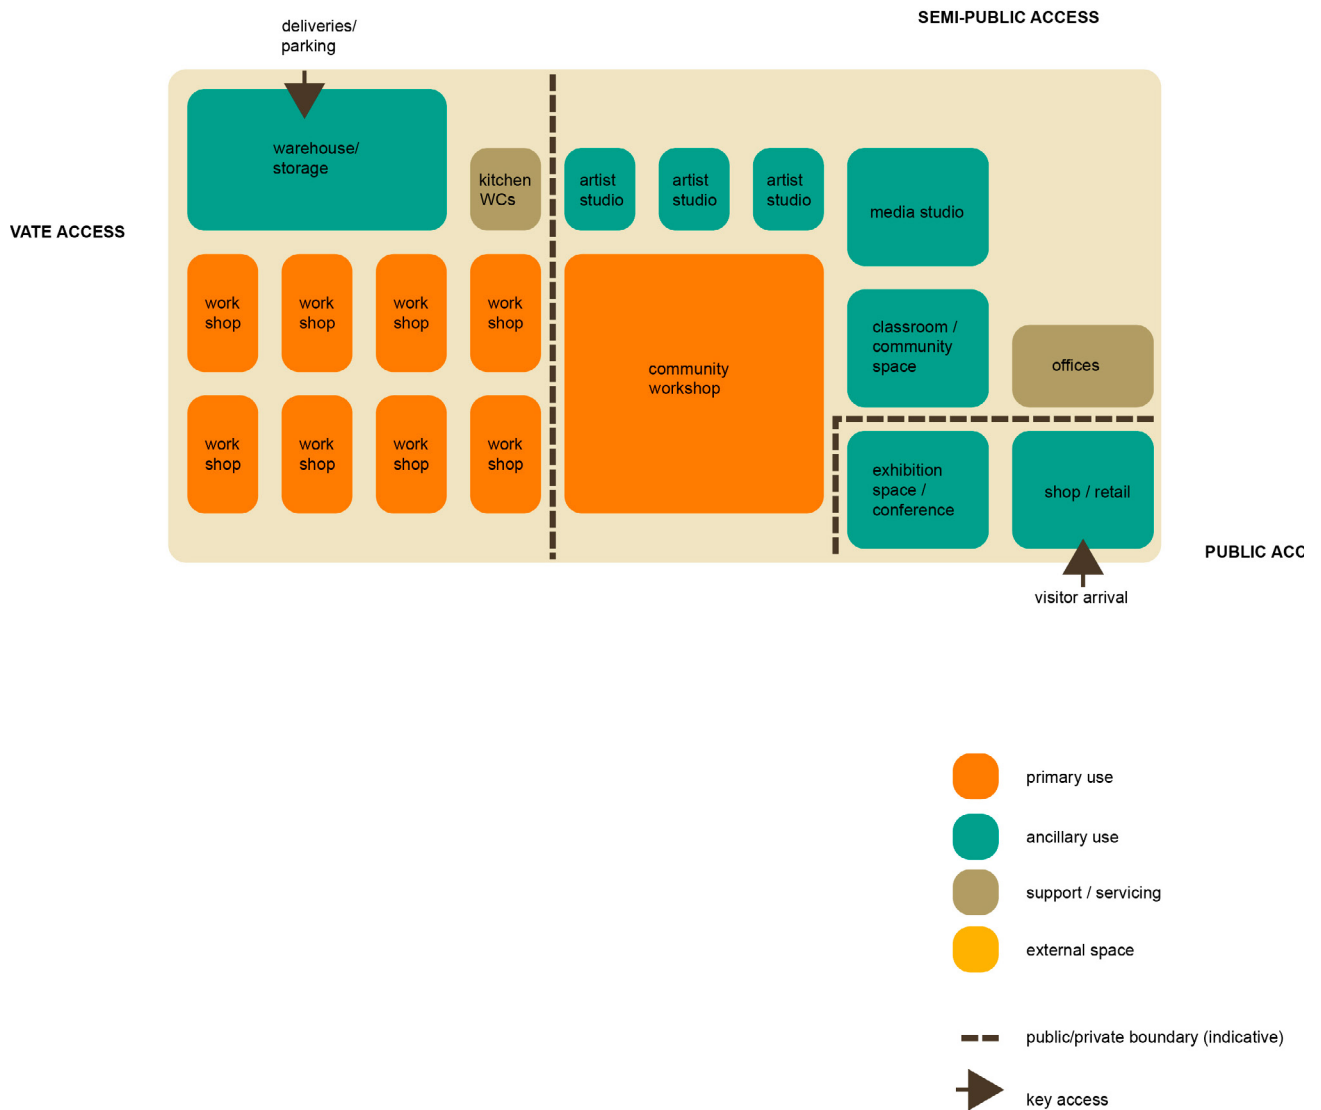 SEMI-PUBLIC ACCESS
deliveries/
parking
warehouse/
storage
kitchen
WCs
artist
studio
artist
studio
artist
studio
media studio
VATE ACCESS
work
shop
work
shop
work
shop
work
shop
community
workshop
classroom /
community
space
offices
work
shop
work
shop
work
shop
work
shop
exhibition
space /
conference
shop / retail
PUBLIC ACC
visitor arrival
primary use
ancillary use
support / servicing
external space
public/private boundary (indicative)
key access